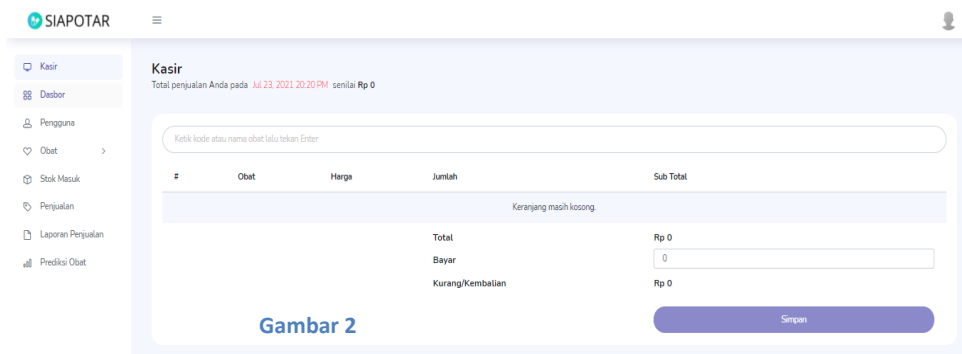 SIAPOTAR
Kasir
Dasbor
Pengguna
Obat
Stok Masuk
Penjualan
Laporan Penjualan
Prediksi Obat
Kasir
Total penjualan Anda pada Jul 23, 2021 20:20 PM senilai Rp 0
Ketik kode atau nama obat lalu tekan Enter
# Obat Harga Jumlah Sub Total
Keranjang masih kosong.
Total Rp 0
Bayar 0
Kurang/Kembalian Rp 0
Simpan
Gambar 2